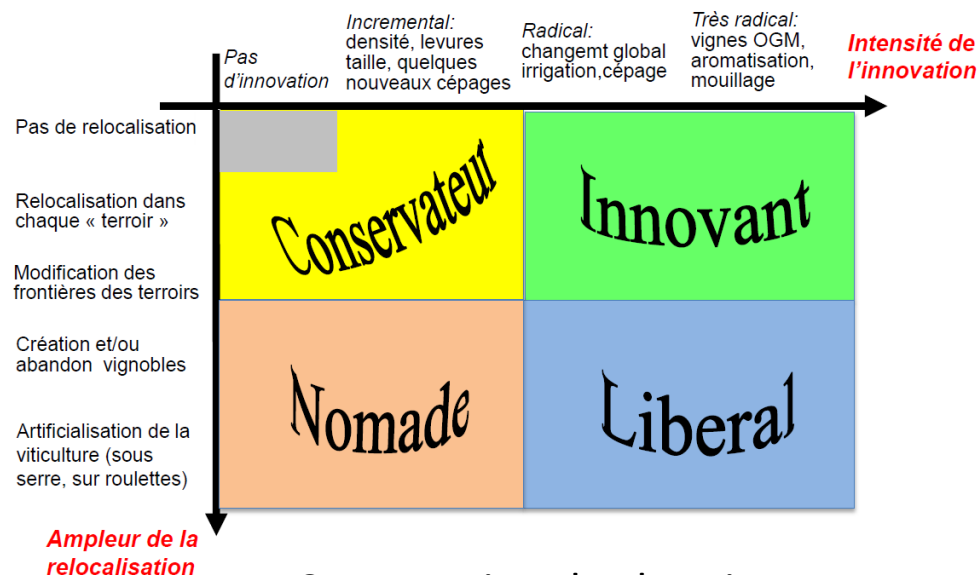 Pas
d'innovation
Incremental:
densité, levures
taille, quelques
nouveaux cépages
Radical:
changemt global
irrigation,cépage
Très radical:
vignes OGM,
aromatisation,
mouillage
Intensité de
l'innovation
Pas de relocalisation
Relocalisation dans
chaque « terroir »
Modification des
frontières des terroirs
Conservateur
Innovant
Création et/ou
abandon vignobles
Artificialisation de la
viticulture (sous
serre, sur roulettes)
Nomade
Liberal
Ampleur de la
relocalisation